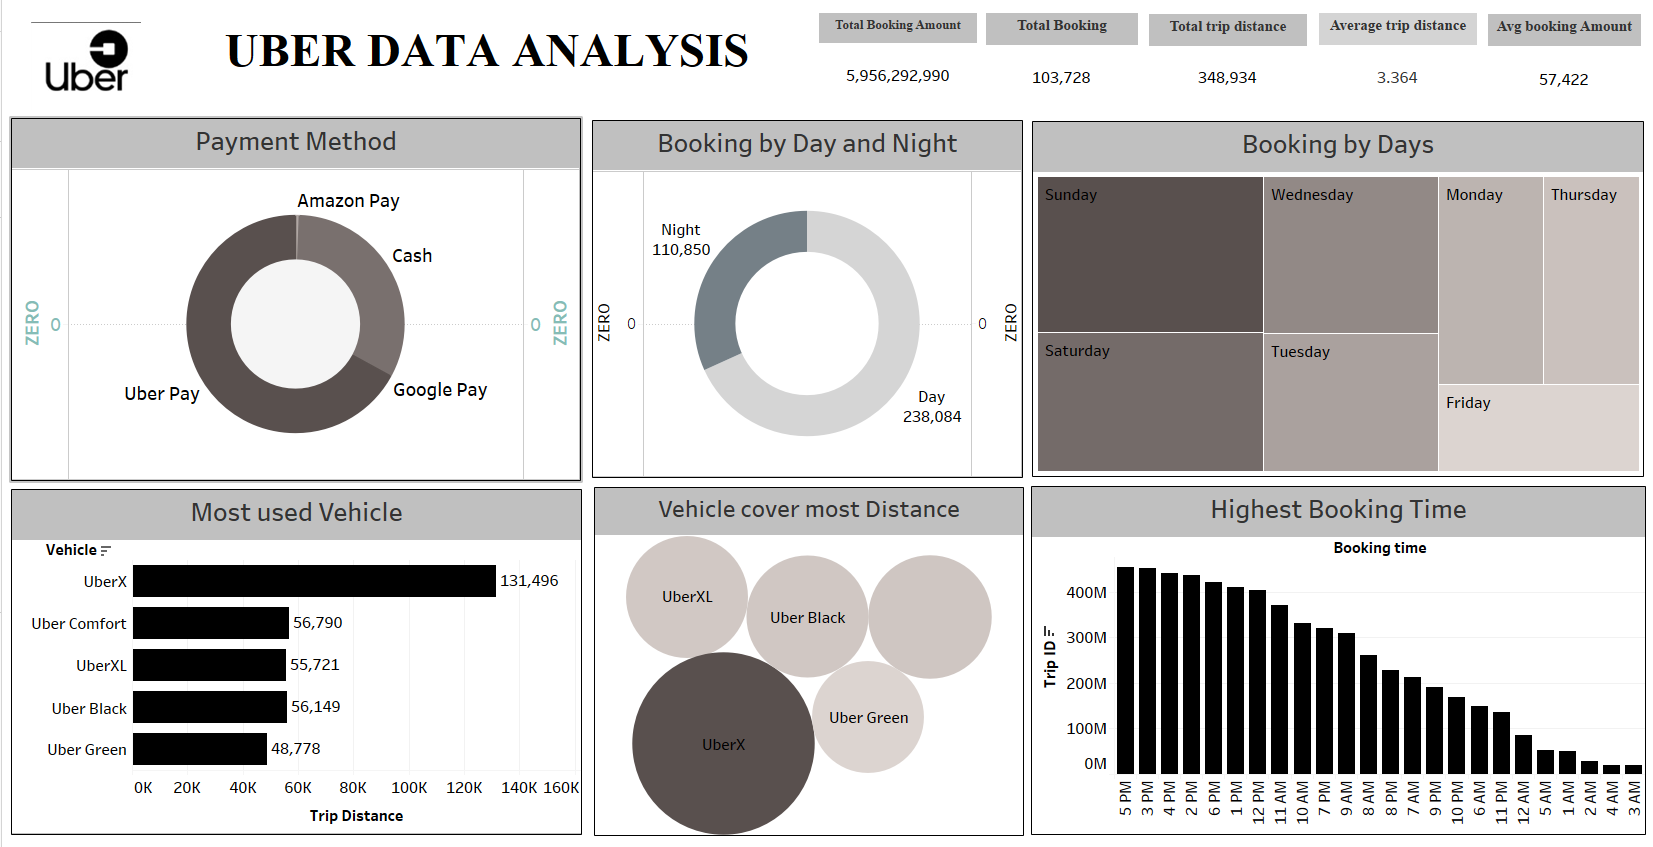 Uber
UBER DATA ANALYSIS
Total Booking Amount
5,956,292,990
Total Booking
103,728
Total trip distance
348,934
Average trip distance
3.364
Avg booking Amount
57,422
Payment Method
ZERO
0
Amazon Pay
Cash
Google Pay
Uber Pay
0
ZERO
Booking by Day and Night
ZERO
0
Night
110,850
Day
238,084
0
ZERO
Booking by Days
Sunday
Wednesday
Monday
Thursday
Saturday
Tuesday
Friday
Most used Vehicle
Vehicle
UberX
131,496
Uber Comfort
56,790
UberXL
55,721
Uber Black
56,149
Uber Green
48,778
0K 20K 40K 60K 80K 100K 120K 140K 160K
Trip Distance
Vehicle cover most Distance
UberXL
Uber Black
Uber Green
UberX
Highest Booking Time
Booking time
Trip ID
400M
300M
200M
100M
0M
5 PM
3 PM
4 PM
2 PM
6 PM
1 PM
12 PM
11 AM
10 AM
7 PM
9 AM
8 AM
8 PM
7 AM
9 PM
10 PM
6 AM
11 PM
12 AM
5 AM
1 AM
2 AM
4 AM
3 AM